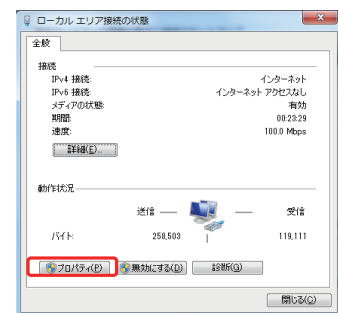 ローカル エリア接続の状態
全般
接続
IPv4 接続: インターネット
IPv6 接続: インターネット アクセスなし
メディアの状態: 有効
期間: 00:23:29
速度: 100.0 Mbps
詳細(E)...
動作状況
送信 受信
バイト: 258,503 119,111
プロパティ(P) 無効にする(D) 診断(G)
閉じる(C)